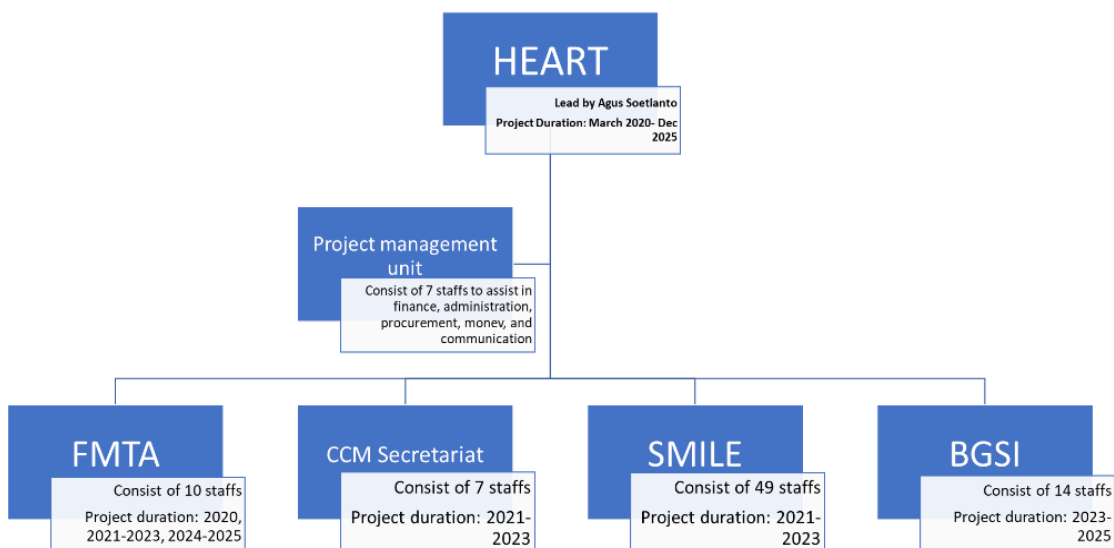 HEART
Lead by Agus Soetlanto
Project Duration: March 2020- Dec
2025
Project management
unit
Consist of 7 staffs to assist in
finance, administration,
procurement, monev, and
communication
FMTA
Consist of 10 staffs
Project duration: 2020,
2021-2023, 2024-2025
CCM Secretariat
Consist of 7 staffs
Project duration: 2021-
2023
SMILE
Consist of 49 staffs
Project duration: 2021-
2023
BGSI
Consist of 14 staffs
Project duration: 2023-
2025